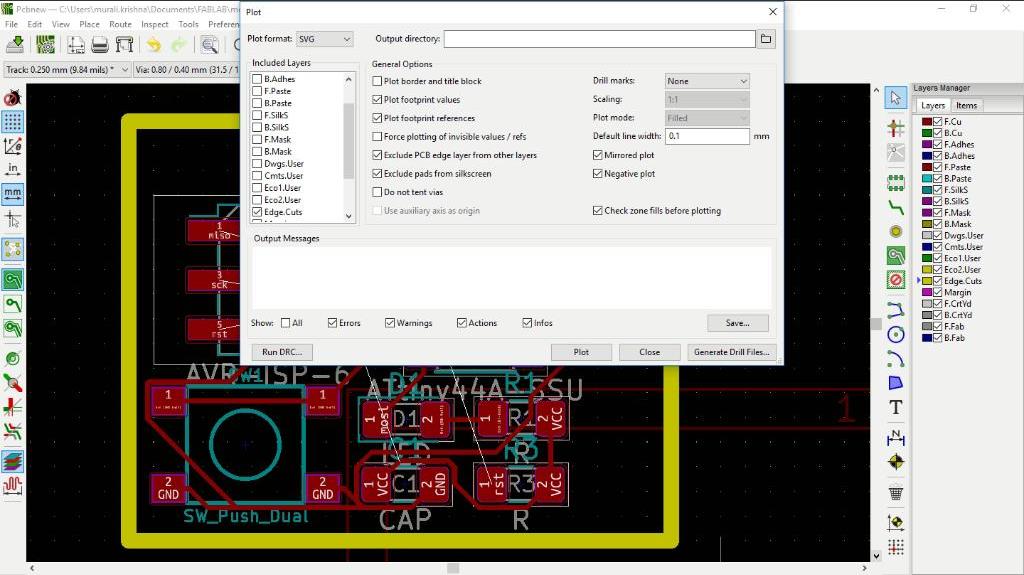 Pcbnew — C:\Users\murali.krishna\Documents\FABLAB\
File Edit View Place Route Inspect Tools Preferen
Track: 0.250 mm (9.84 mils) * Via: 0.80 / 0.40 mm (31.5 / 1
Plot
Plot format: SVG Output directory:
Included Layers
B.Adhes
F.Paste
B.Paste
F.SilkS
B.SilkS
F.Mask
B.Mask
Dwgs.User
Cmts.User
Eco1.User
Eco2.User
Edge.Cuts
General Options
Plot border and title block
Plot footprint values
Plot footprint references
Force plotting of invisible values / refs
Exclude PCB edge layer from other layers
Exclude pads from silkscreen
Do not tent vias
Use auxiliary axis as origin
Drill marks: None
Scaling: 1:1
Plot mode: Filled
Default line width: 0,1 mm
Mirrored plot
Negative plot
Check zone fills before plotting
Output Messages
Show: All Errors Warnings Actions Infos Save...
Run DRC... Plot Close Generate Drill Files...
Layers Manager
Layers Items
F.Cu
B.Cu
F.Adhes
B.Adhes
F.Paste
B.Paste
F.SilkS
B.SilkS
F.Mask
B.Mask
Dwgs.User
Cmts.User
Eco1.User
Eco2.User
Edge.Cuts
Margin
F.CrtYd
B.CrtYd
F.Fab
B.Fab
in
mm
1
miso
3
sck
5
rst
SW1
D1
R1
1
1
1
mosi
D1
2
1
R1
2
VCC
1
R3
2
GND
2
GND
1
VCC
C1
2
GND
1
rst
R3
2
VCC
SW_Push_Dual
CAP
R
T
N